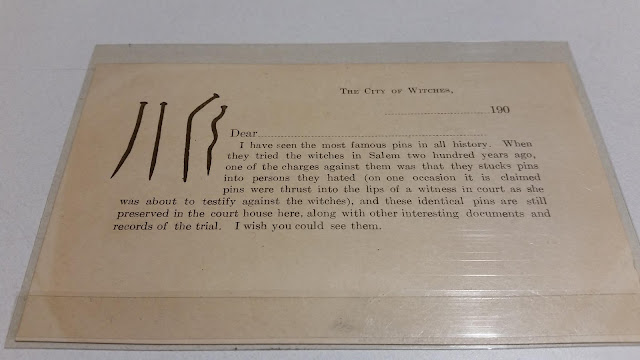 The City of Witches,
190
Dear
I have seen the most famous pins in all history. When
they tried the witches in Salem two hundred years ago,
one of the charges against them was that they stucks pins
into persons they hated (on one occasion it is claimed
pins were thrust into the lips of a witness in court as she
was about to testify against the witches), and these identical pins are still
preserved in the court house here, along with other interesting documents and
records of the trial. I wish you could see them.